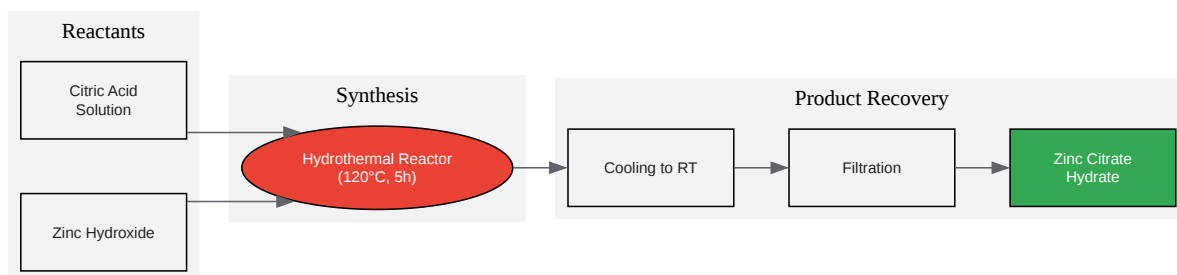 Reactants
Citric Acid
Solution
Zinc Hydroxide
Synthesis
Hydrothermal Reactor
(120°C, 5h)
Product Recovery
Cooling to RT
Filtration
Zinc Citrate
Hydrate